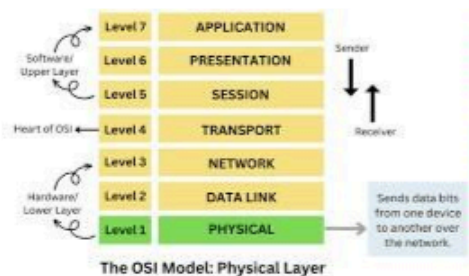 Level 7 APPLICATION
Level 6 PRESENTATION
Level 5 SESSION
Level 4 TRANSPORT
Level 3 NETWORK
Level 2 DATA LINK
Level 1 PHYSICAL
Software/
Upper Layer
Heart of OSI
Hardware/
Lower Layer
Sender
Receiver
Sends data bits
from one device
to another over
the network.
The OSI Model: Physical Layer